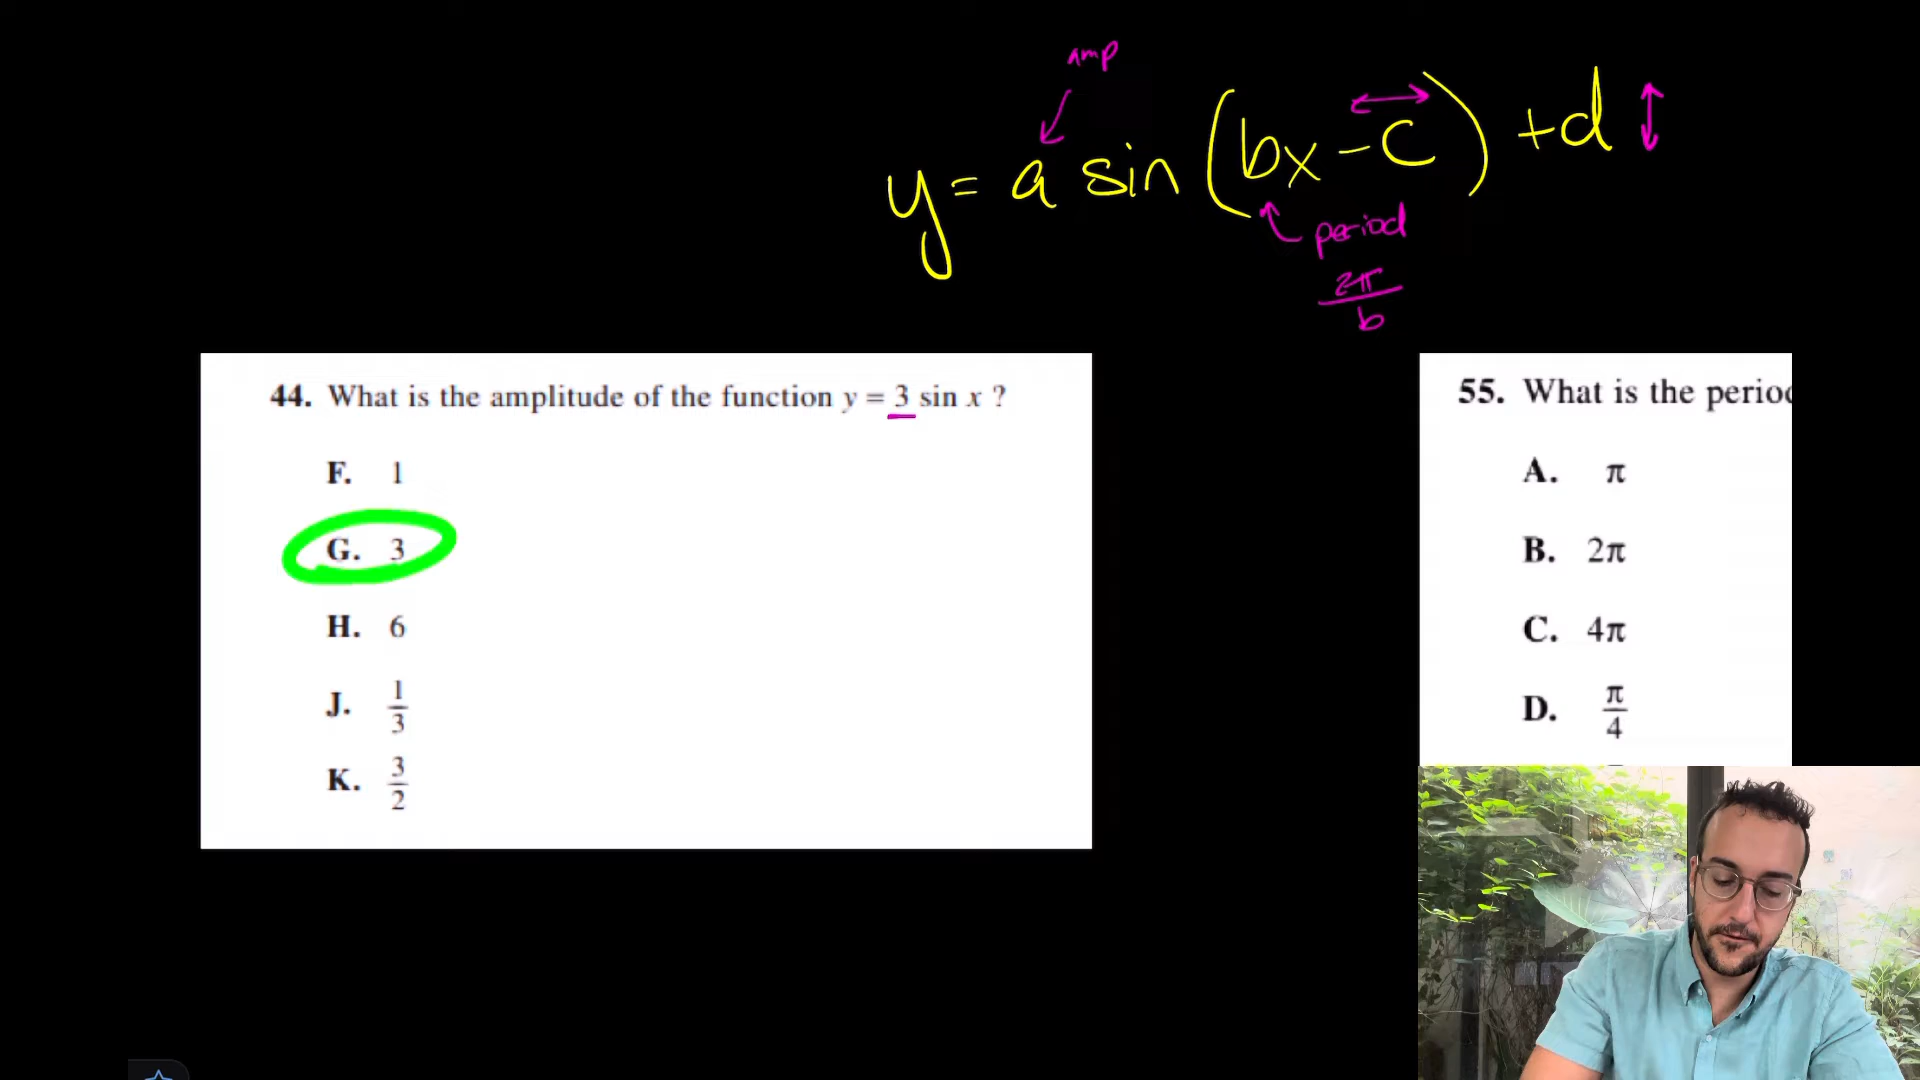 amp
y = a sin (bx - c) + d
period
2π
b
44. What is the amplitude of the function y = 3 sin x ?
F. 1
G. 3
H. 6
J. 1/3
K. 3/2
55. What is the
A. π
B. 2π
C. 4π
D. π/4